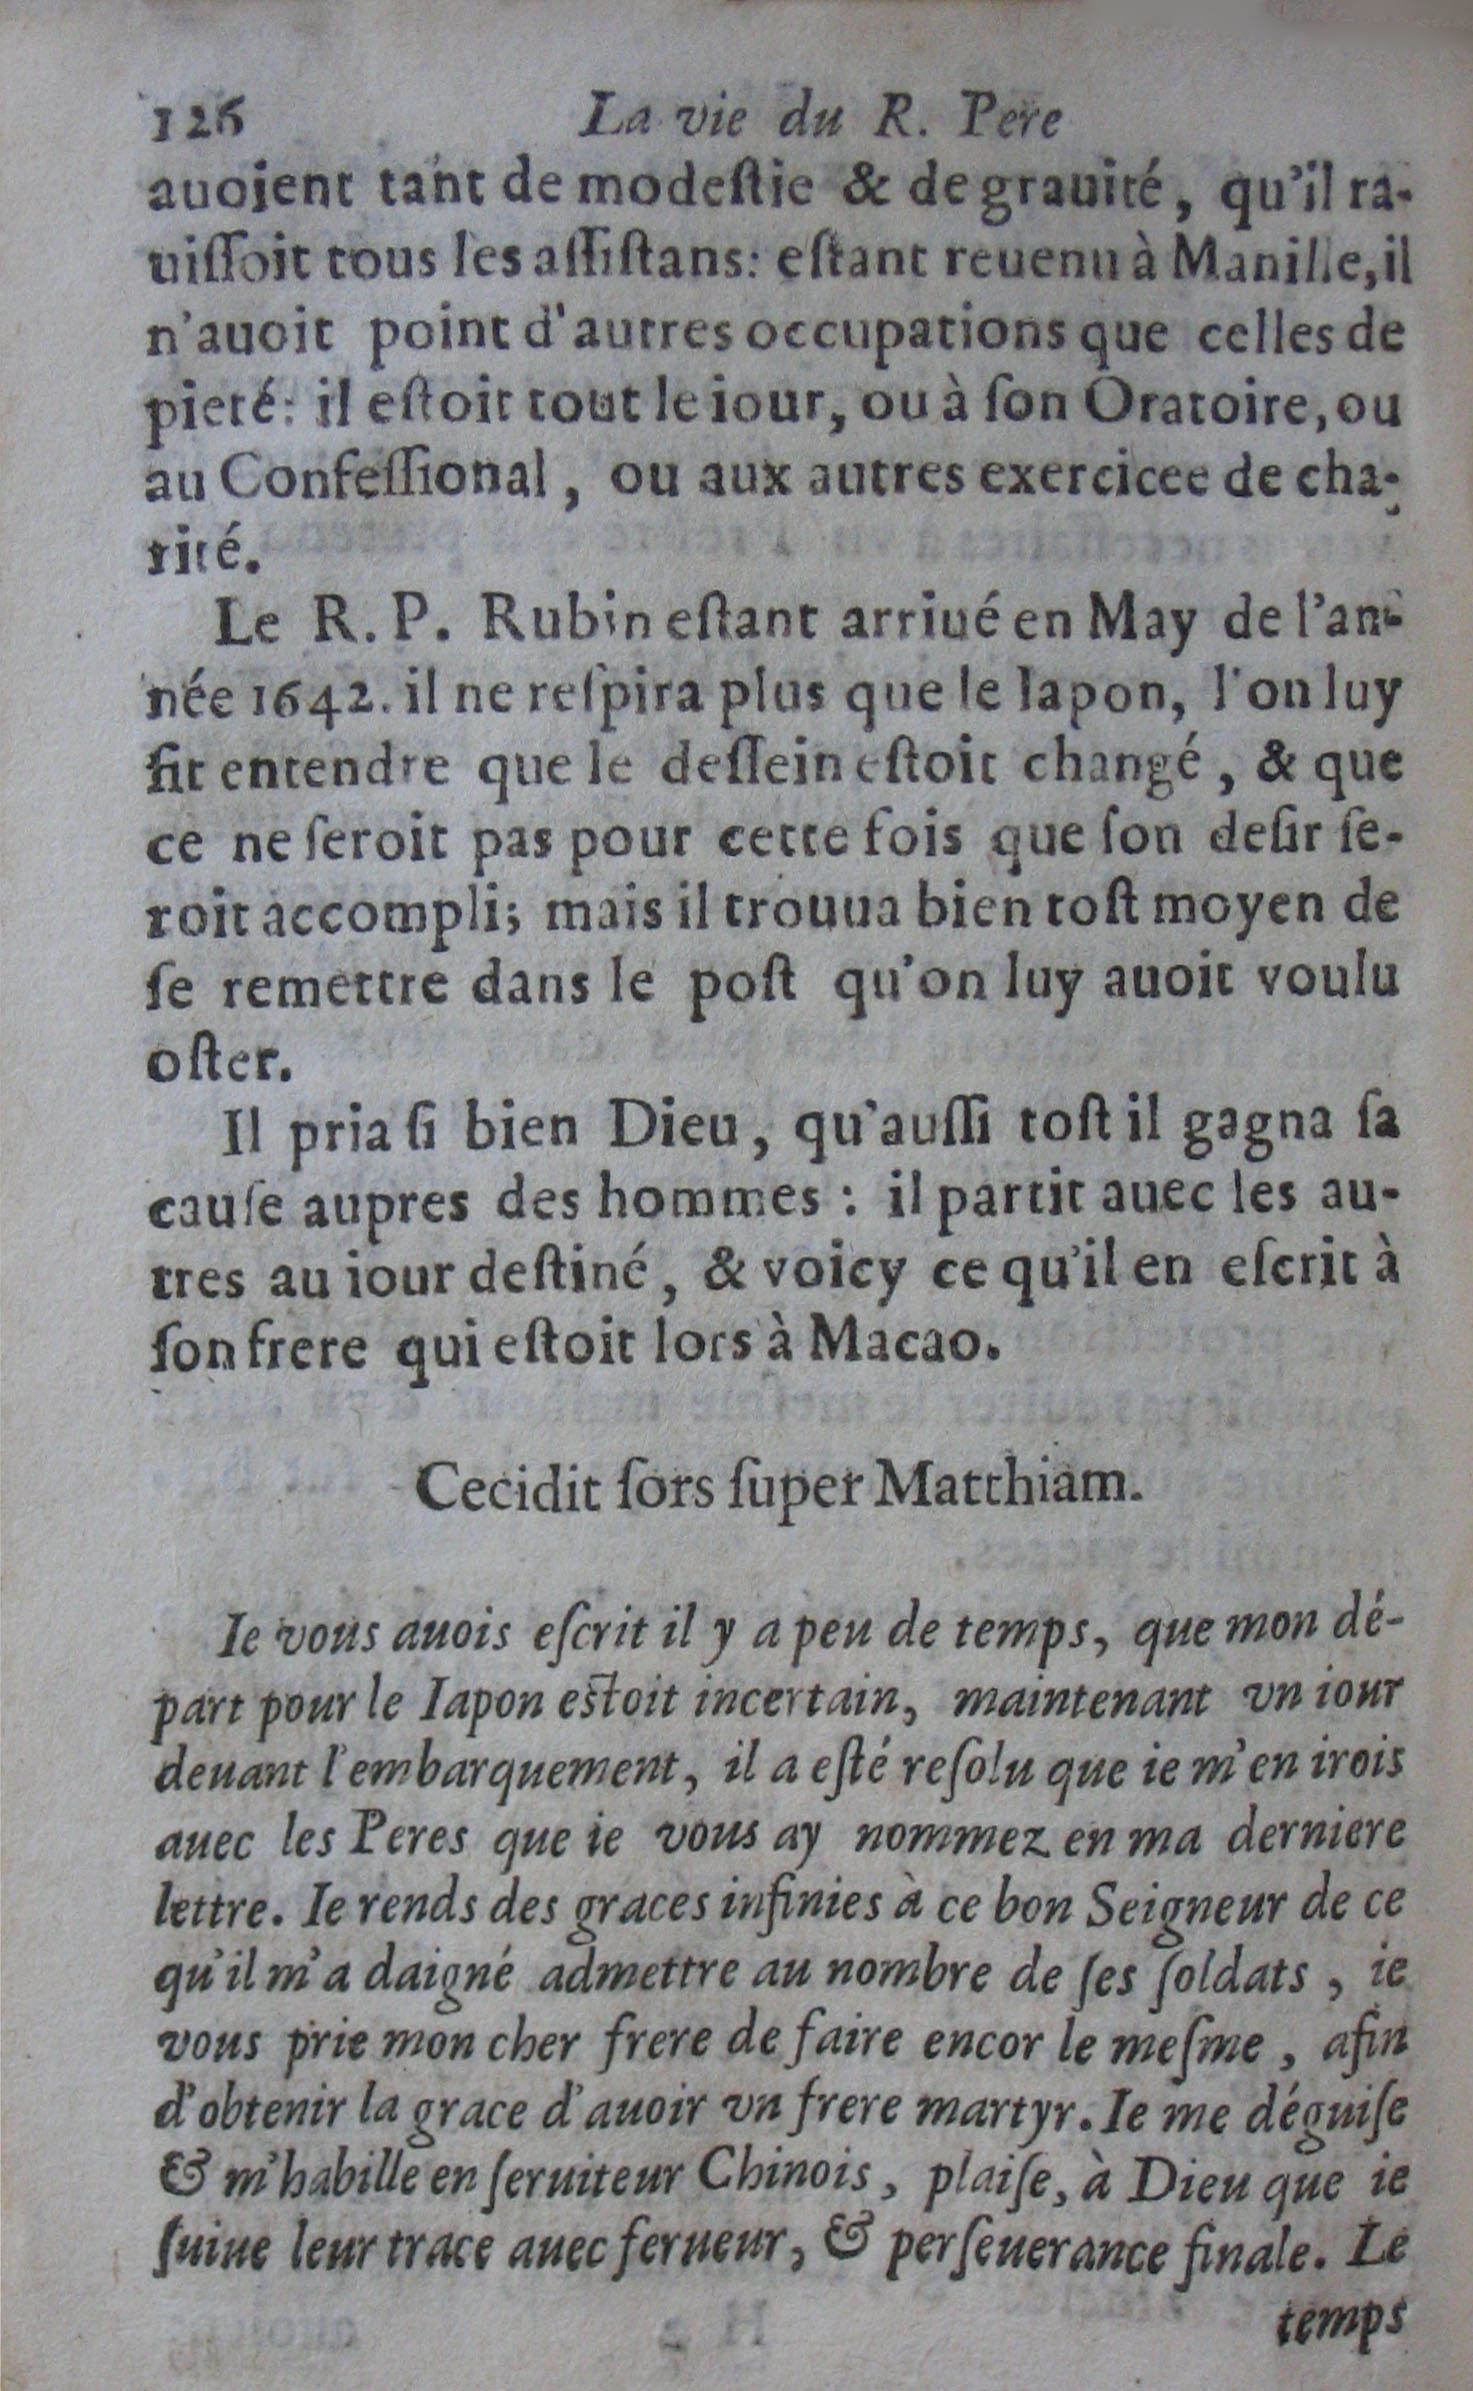 126 La vie du R. Pere
auoient tant de modeſtie & de grauité, qu'il ra-
uiſſoit tous les aſſiſtans: eſtant reuenu à Manille, il
n'auoit point d'autres occupations que celles de
pieté: il eſtoit tout le iour, ou à ſon Oratoire, ou
au Confeſſional, ou aux autres exercicee de cha-
rité.
Le R. P. Rubin eſtant arriué en May de l'an-
née 1642. il ne reſpira plus que le Iapon, l'on luy
fit entendre que le deſſein eſtoit changé, & que
ce ne ſeroit pas pour cette fois que ſon deſir ſe-
roit accompli; mais il trouua bien toſt moyen de
ſe remettre dans le poſt qu'on luy auoit voulu
oſter.
Il pria ſi bien Dieu, qu'auſſi toſt il gagna ſa
cauſe aupres des hommes : il partit auec les au-
tres au iour deſtiné, & voicy ce qu'il en eſcrit à
ſon frere qui eſtoit lors à Macao.
Cecidit ſors ſuper Matthiam.
Ie vous auois eſcrit il y a peu de temps, que mon dé-
part pour le Iapon eſtoit incertain, maintenant vn iour
deuant l'embarquement, il a eſté reſolu que ie m'en irois
auec les Peres que ie vous ay nommez en ma derniere
lettre. Ie rends des graces infinies à ce bon Seigneur de ce
qu'il m'a daigné admettre au nombre de ſes ſoldats, ie
vous prie mon cher frere de faire encor le meſme, afin
d'obtenir la grace d'auoir vn frere martyr. Ie me déguiſe
& m'habille en ſeruiteur Chinois, plaiſe, à Dieu que ie
ſuiue leur trace auec ferueur, & perſeuerance finale. Le
temps